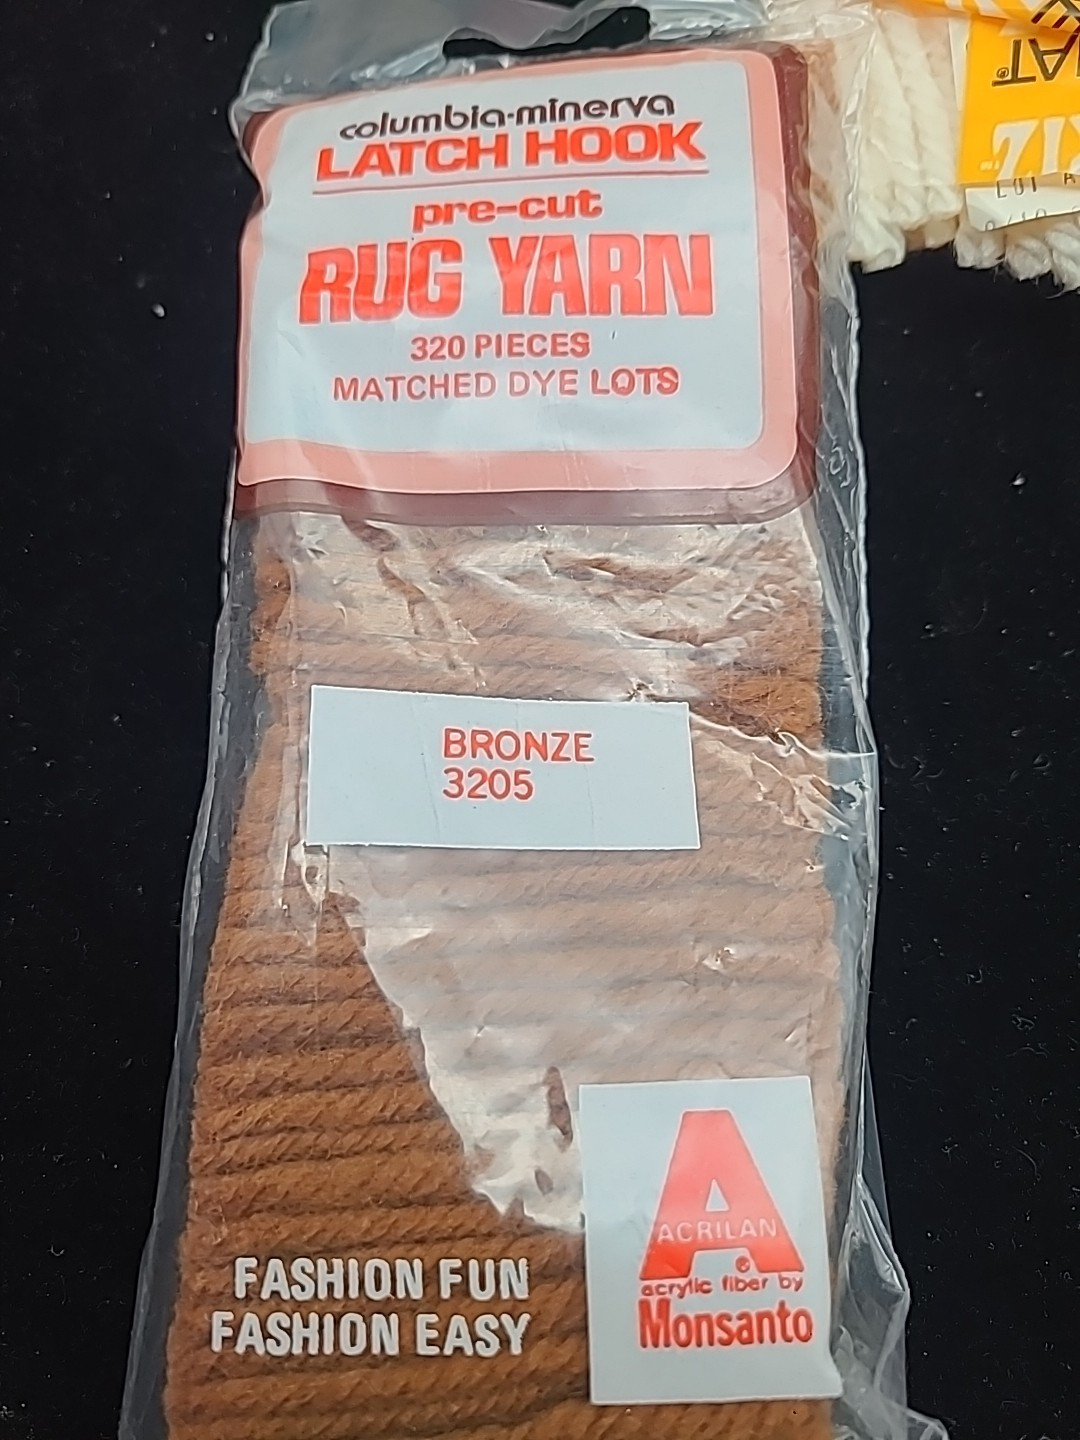 columbia-minerva
LATCH HOOK
pre-cut
RUG YARN
320 PIECES
MATCHED DYE LOTS
BRONZE
3205
ACRILAN
®
acrylic fiber by
Monsanto
FASHION FUN
FASHION EASY
LOT